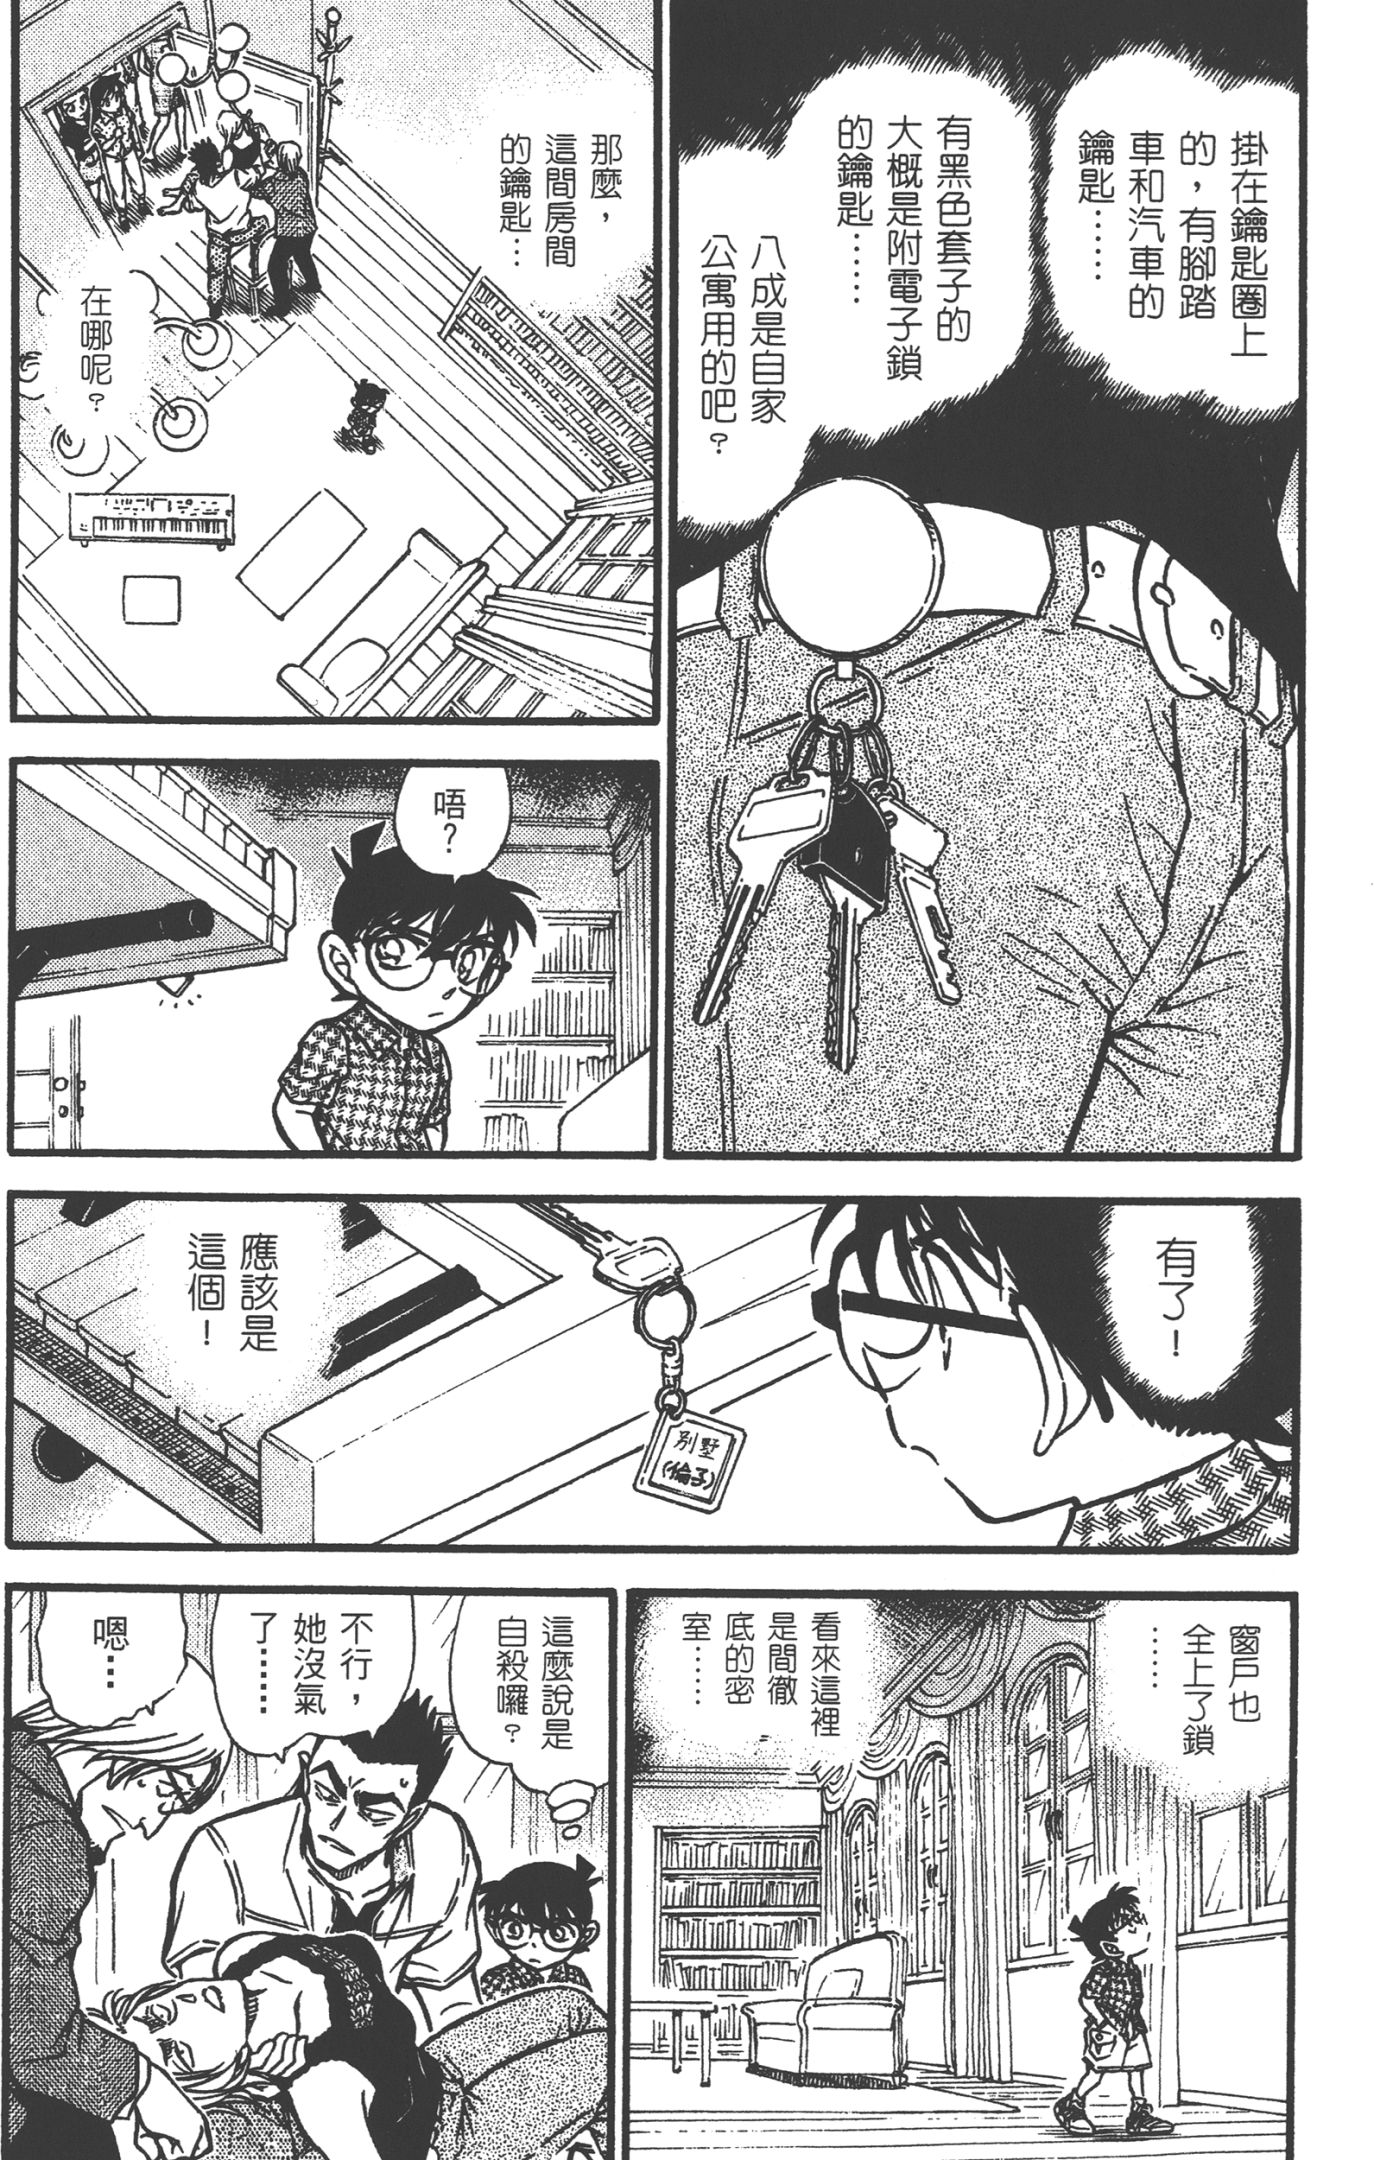 掛在鑰匙圈上
的，有腳踏
車和汽車的
鑰匙……
有黑色套子的
大概是附電子鎖
的鑰匙……
八成是自家
公寓用的吧？
那麼，
這間房間
的鑰匙…
在哪呢？
唔？
有了！
別墅
(倫子)
應該是
這個！
窗戶也
全上了鎖
……
看來這裡
是間徹
底的密
室……
這麼說是
自殺囉？
不行，
她沒氣
了……
嗯…